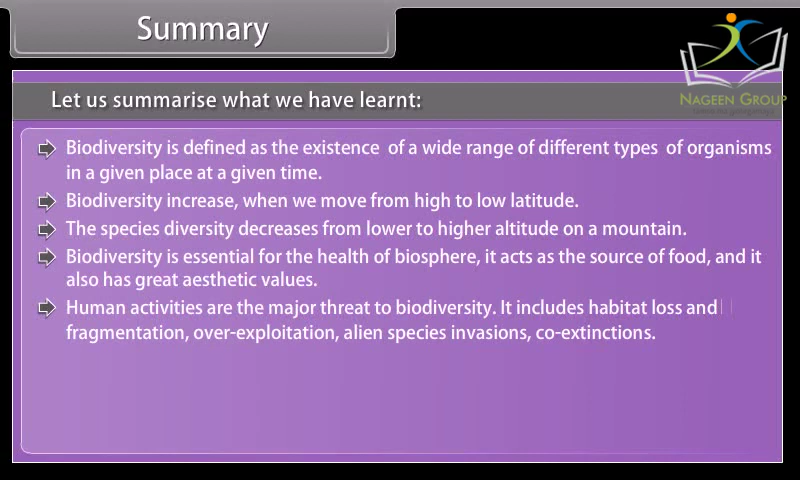 Summary
NAGEEN GROUP
Let us summarise what we have learnt:
Biodiversity is defined as the existence of a wide range of different types of organisms
in a given place at a given time.
Biodiversity increase, when we move from high to low latitude.
The species diversity decreases from lower to higher altitude on a mountain.
Biodiversity is essential for the health of biosphere, it acts as the source of food, and it
also has great aesthetic values.
Human activities are the major threat to biodiversity. It includes habitat loss and
fragmentation, over-exploitation, alien species invasions, co-extinctions.